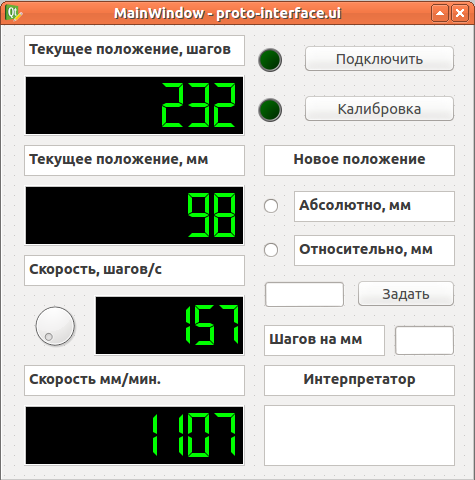 MainWindow - proto-interface.ui
Текущее положение, шагов
232
Текущее положение, мм
98
Скорость, шагов/с
157
Скорость мм/мин.
1107
Подключить
Калибровка
Новое положение
Абсолютно, мм
Относительно, мм
Задать
Шагов на мм
Интерпретатор